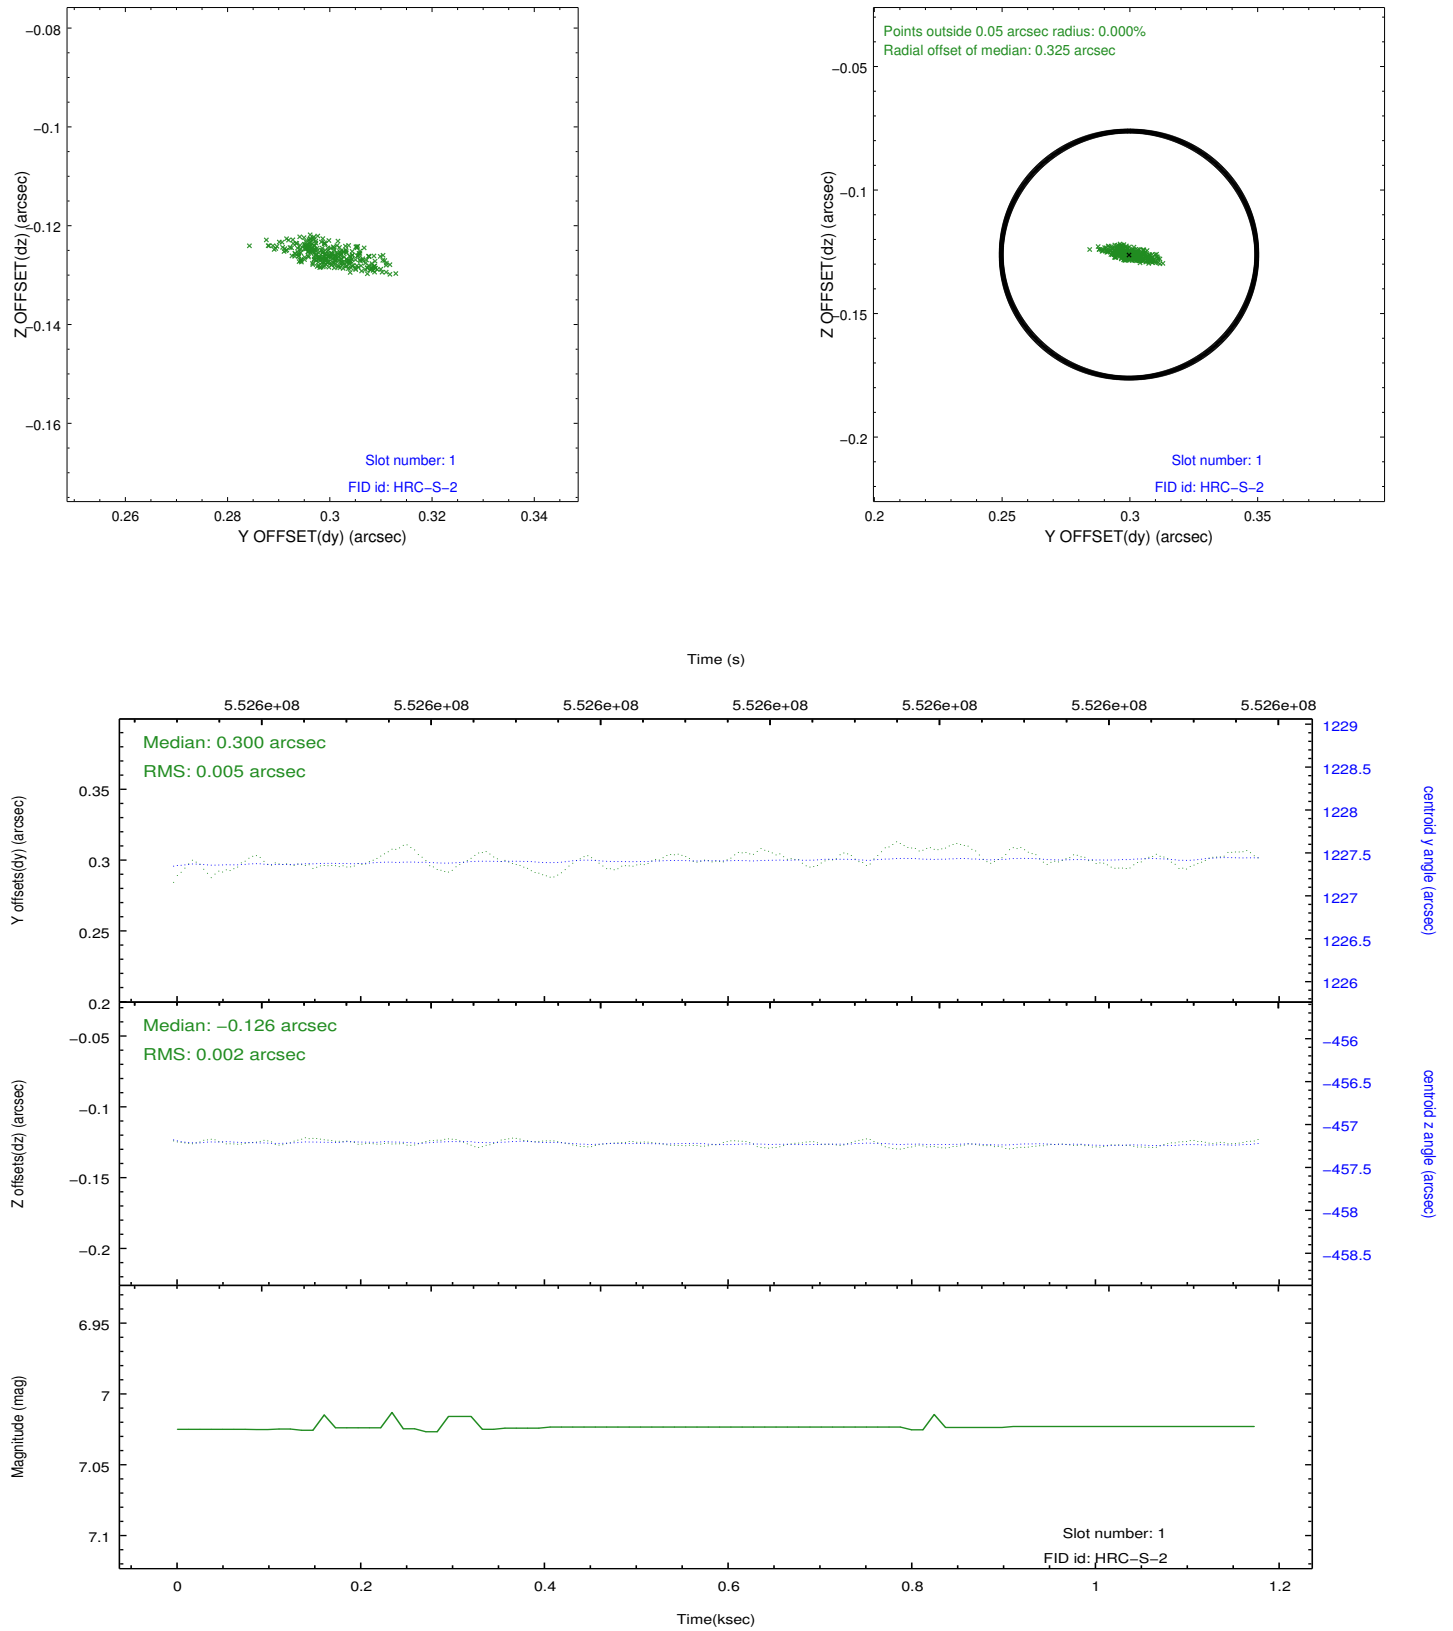 −0.08
−0.1
−0.12
−0.14
−0.16
Z OFFSET(dz) (arcsec)
Slot number: 1
FID id: HRC−S−2
0.26
0.28
0.3
0.32
0.34
Y OFFSET(dy) (arcsec)
Points outside 0.05 arcsec radius: 0.000%
Radial offset of median: 0.325 arcsec
−0.05
−0.1
−0.15
−0.2
Z OFFSET(dz) (arcsec)
Slot number: 1
FID id: HRC−S−2
0.2
0.25
0.3
0.35
Y OFFSET(dy) (arcsec)
Time (s)
5.526e+08
5.526e+08
5.526e+08
5.526e+08
5.526e+08
5.526e+08
5.526e+08
Median: 0.300 arcsec
RMS: 0.005 arcsec
0.35
0.3
0.25
0.2
Y offsets(dy) (arcsec)
1229
1228.5
1228
1227.5
1227
1226.5
1226
centroid y angle (arcsec)
Median: −0.126 arcsec
RMS: 0.002 arcsec
−0.05
−0.1
−0.15
−0.2
Z offsets(dz) (arcsec)
−456
−456.5
−457
−457.5
−458
−458.5
centroid z angle (arcsec)
6.95
7
7.05
7.1
Magnitude (mag)
Slot number: 1
FID id: HRC−S−2
0
0.2
0.4
0.6
0.8
1
1.2
Time(ksec)